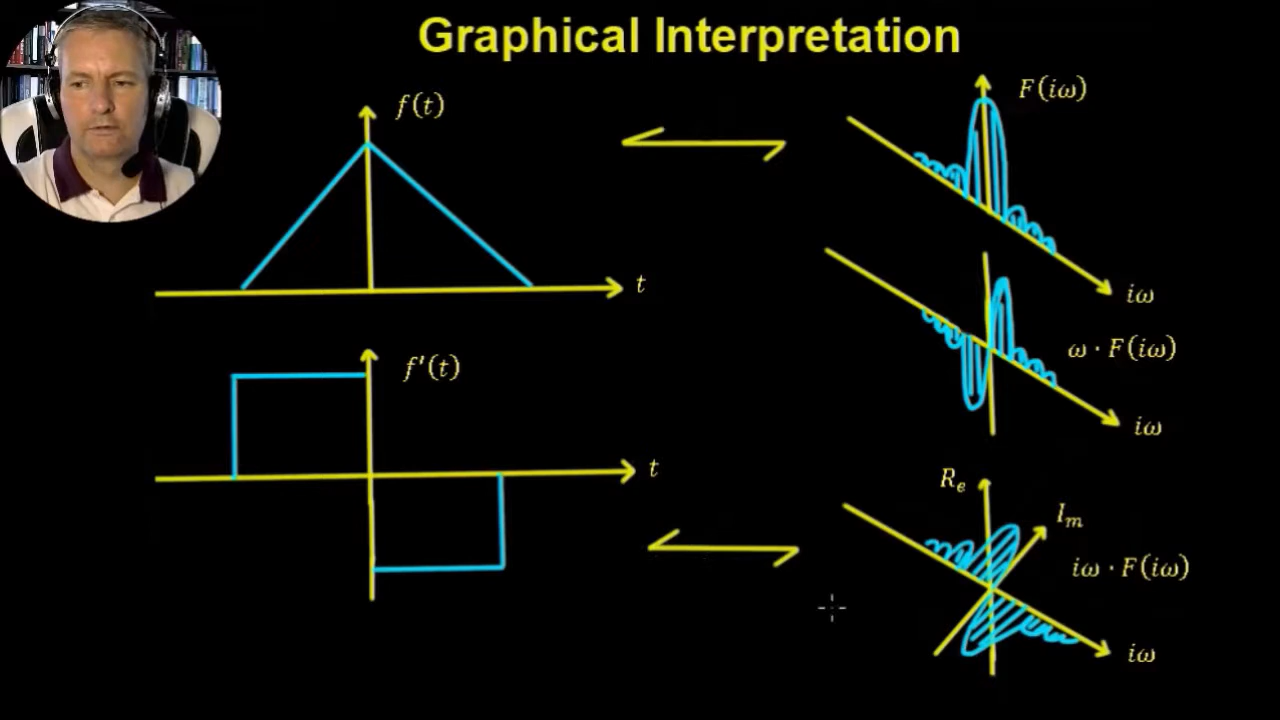 Graphical Interpretation
f(t)
F(iω)
t
iω
ω · F(iω)
iω
f'(t)
t
Re
Im
iω · F(iω)
iω